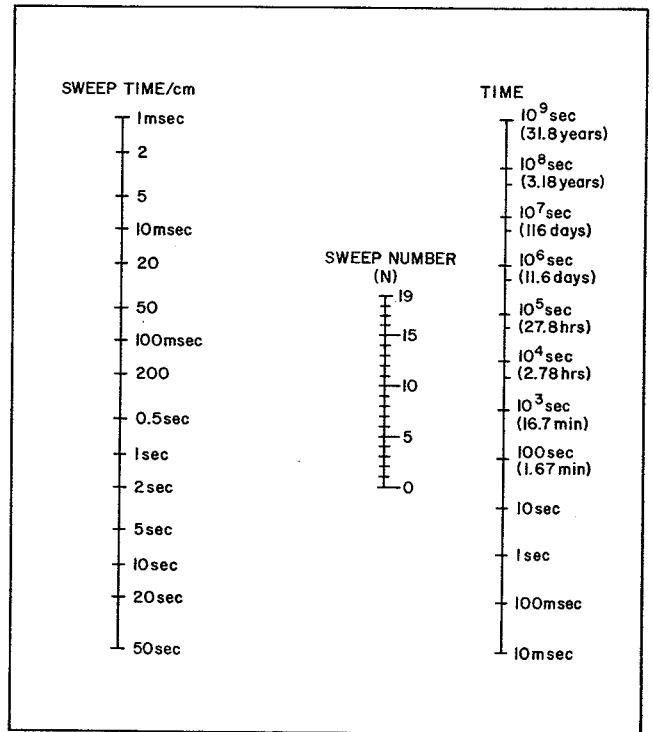 SWEEP TIME/cm
1msec
2
5
10msec
20
50
100msec
200
0.5sec
1sec
2sec
5sec
10sec
20sec
50sec
SWEEP NUMBER
(N)
19
15
10
5
0
TIME
10⁹sec
(31.8 years)
10⁸sec
(3.18 years)
10⁷sec
(116 days)
10⁶sec
(11.6 days)
10⁵sec
(27.8 hrs)
10⁴sec
(2.78 hrs)
10³sec
(16.7 min)
100sec
(1.67 min)
10sec
1sec
100msec
10msec